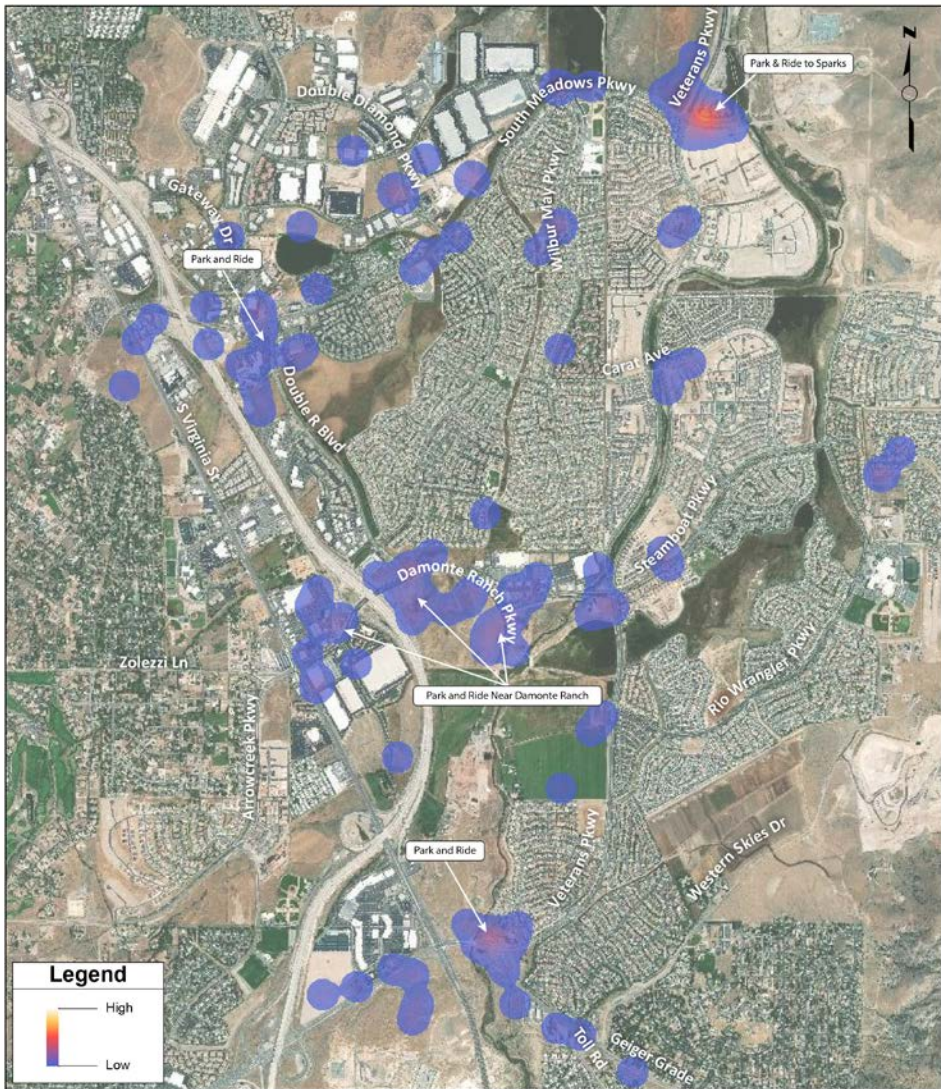 Veterans Pkwy
N
Park & Ride to Sparks
Double Diamond Pkwy
South Meadows Pkwy
Gateway Dr
Wilbur May Pkwy
Park and Ride
Carat Ave
Double R Blvd
S Virginia St
Steamboat Pkwy
Damonte Ranch Pkwy
Zolezzi Ln
Park and Ride Near Damonte Ranch
Rio Wrangler Pkwy
Arrowcreek Pkwy
Park and Ride
Veterans Pkwy
Western Skies Dr
Legend
High
Low
Toll Rd
Geiger Grade